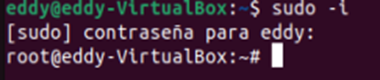 eddy@eddy-VirtualBox:~$ sudo -i
[sudo] contraseña para eddy:
root@eddy-VirtualBox:~#